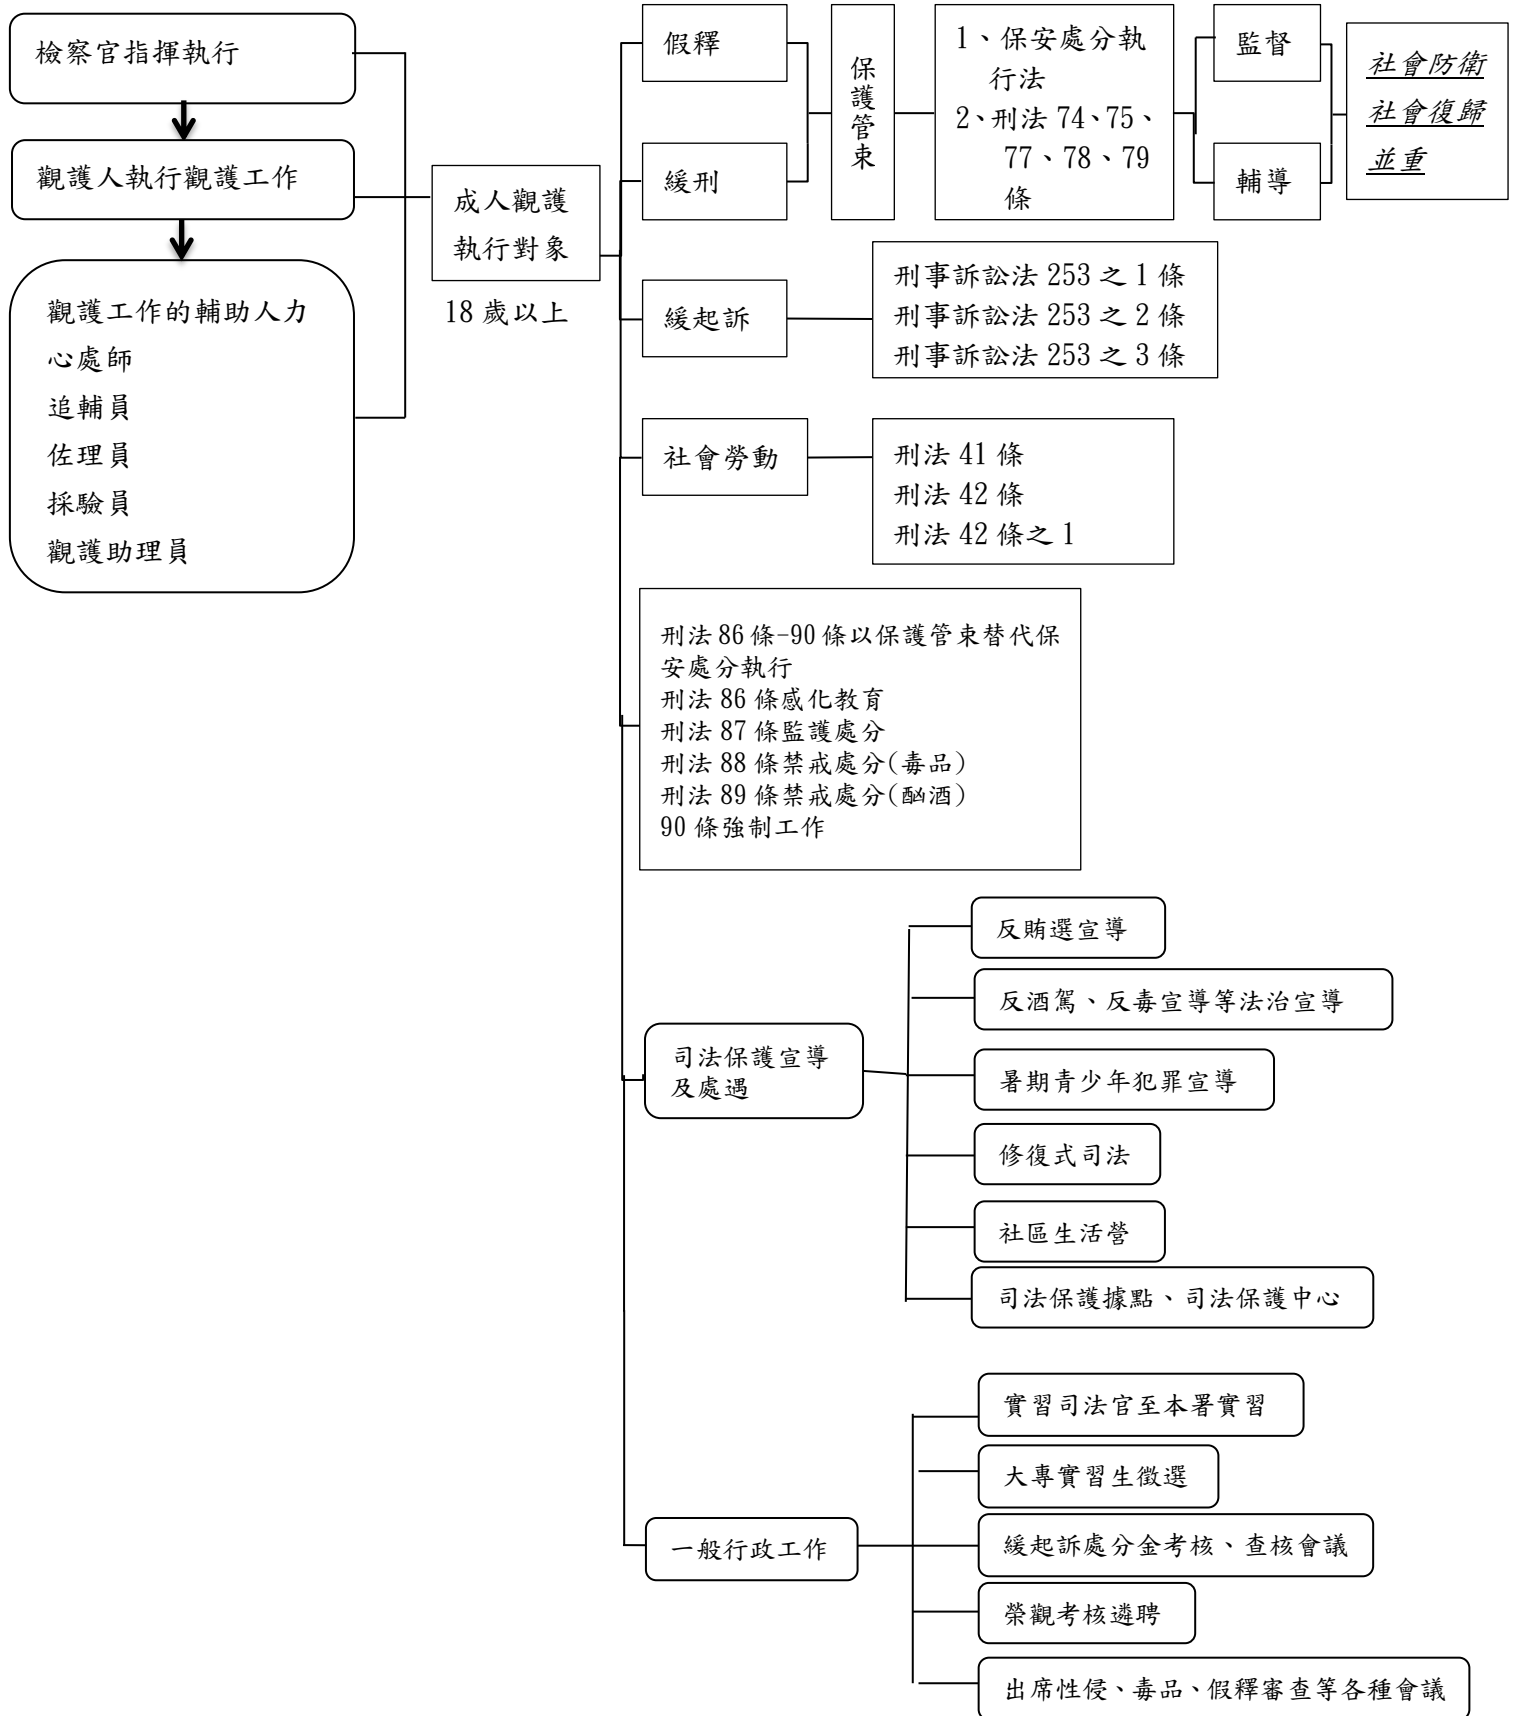 檢察官指揮執行
觀護人執行觀護工作
觀護工作的輔助人力
心處師
追輔員
佐理員
採驗員
觀護助理員
成人觀護
執行對象
18 歲以上
假釋
緩刑
保
護
管
束
1、保安處分執
行法
2、刑法 74、75、
77、78、79
條
監督
輔導
社會防衛
社會復歸
並重
緩起訴
刑事訴訟法 253 之 1 條
刑事訴訟法 253 之 2 條
刑事訴訟法 253 之 3 條
社會勞動
刑法 41 條
刑法 42 條
刑法 42 條之 1
刑法 86 條-90 條以保護管束替代保
安處分執行
刑法 86 條感化教育
刑法 87 條監護處分
刑法 88 條禁戒處分(毒品)
刑法 89 條禁戒處分(酗酒)
90 條強制工作
司法保護宣導
及處遇
反賄選宣導
反酒駕、反毒宣導等法治宣導
暑期青少年犯罪宣導
修復式司法
社區生活營
司法保護據點、司法保護中心
一般行政工作
實習司法官至本署實習
大專實習生徵選
緩起訴處分金考核、查核會議
榮觀考核遴聘
出席性侵、毒品、假釋審查等各種會議